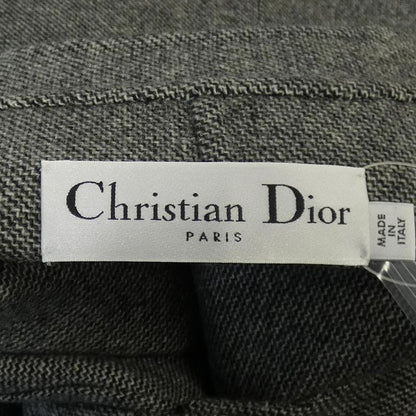 Christian Dior
PARIS
MADE
IN
ITALY